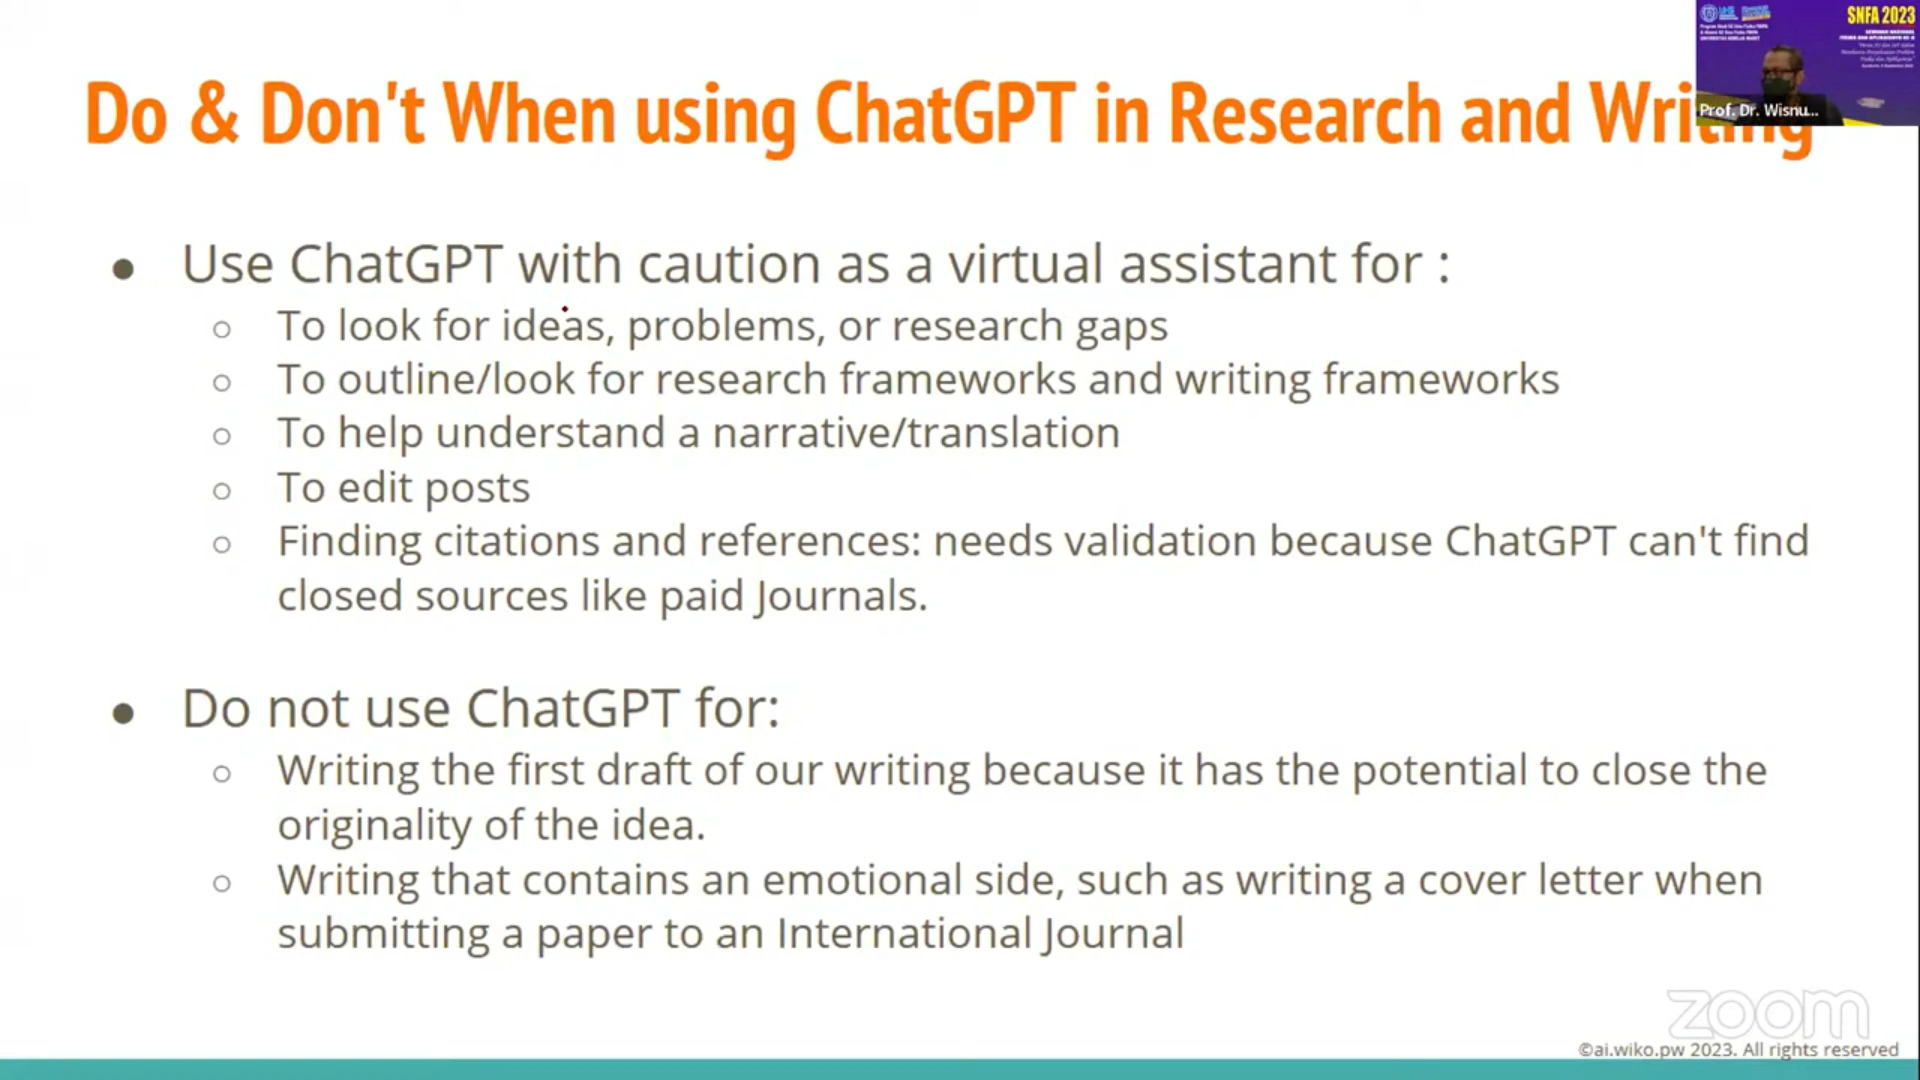 SNFA 2023
Prof. Dr. Wisnu...
Do & Don't When using ChatGPT in Research and Writing
● Use ChatGPT with caution as a virtual assistant for :
○ To look for ideas, problems, or research gaps
○ To outline/look for research frameworks and writing frameworks
○ To help understand a narrative/translation
○ To edit posts
○ Finding citations and references: needs validation because ChatGPT can't find
closed sources like paid Journals.
● Do not use ChatGPT for:
○ Writing the first draft of our writing because it has the potential to close the
originality of the idea.
○ Writing that contains an emotional side, such as writing a cover letter when
submitting a paper to an International Journal
zoom
©ai.wiko.pw 2023. All rights reserved